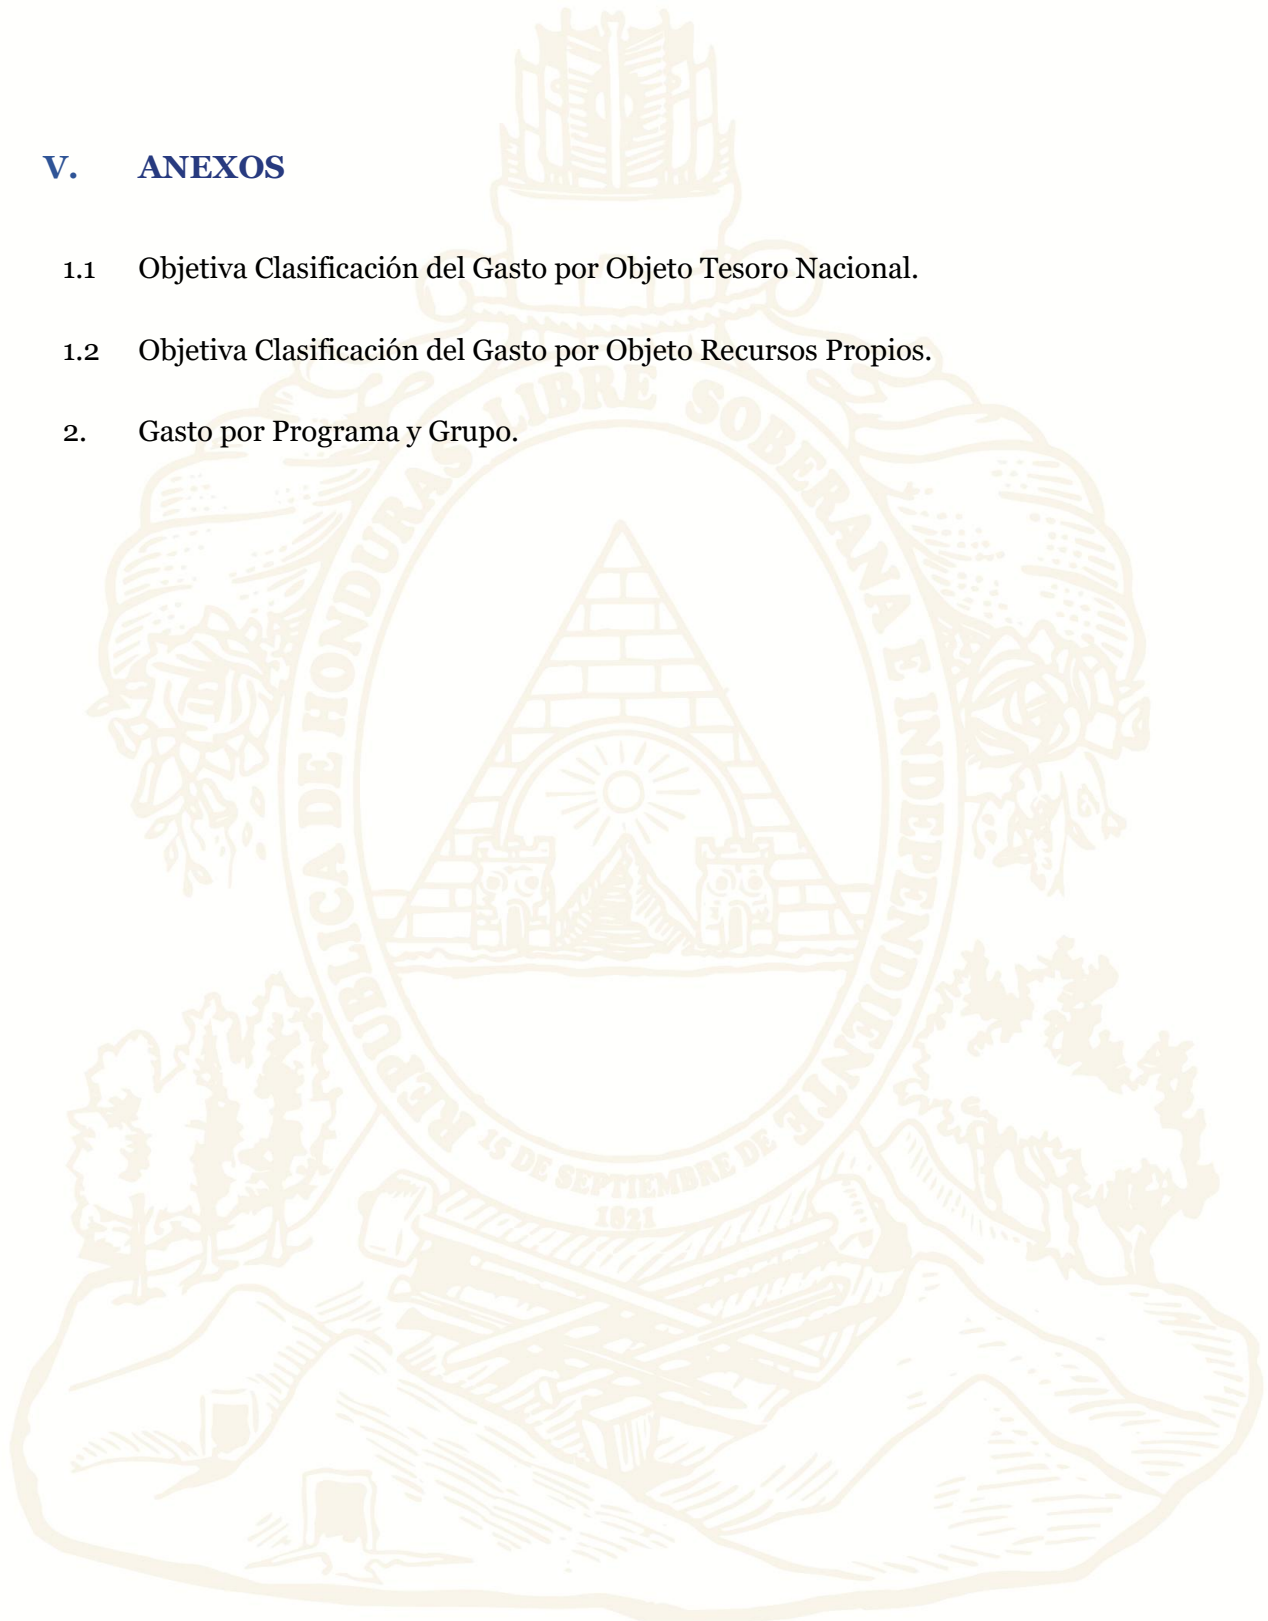 V. ANEXOS
1.1 Objetiva Clasificación del Gasto por Objeto Tesoro Nacional.
1.2 Objetiva Clasificación del Gasto por Objeto Recursos Propios.
2. Gasto por Programa y Grupo.
REPUBLICA DE HONDURAS LIBRE SOBERANA E INDEPENDIENTE
15 DE SEPTIEMBRE DE
1821